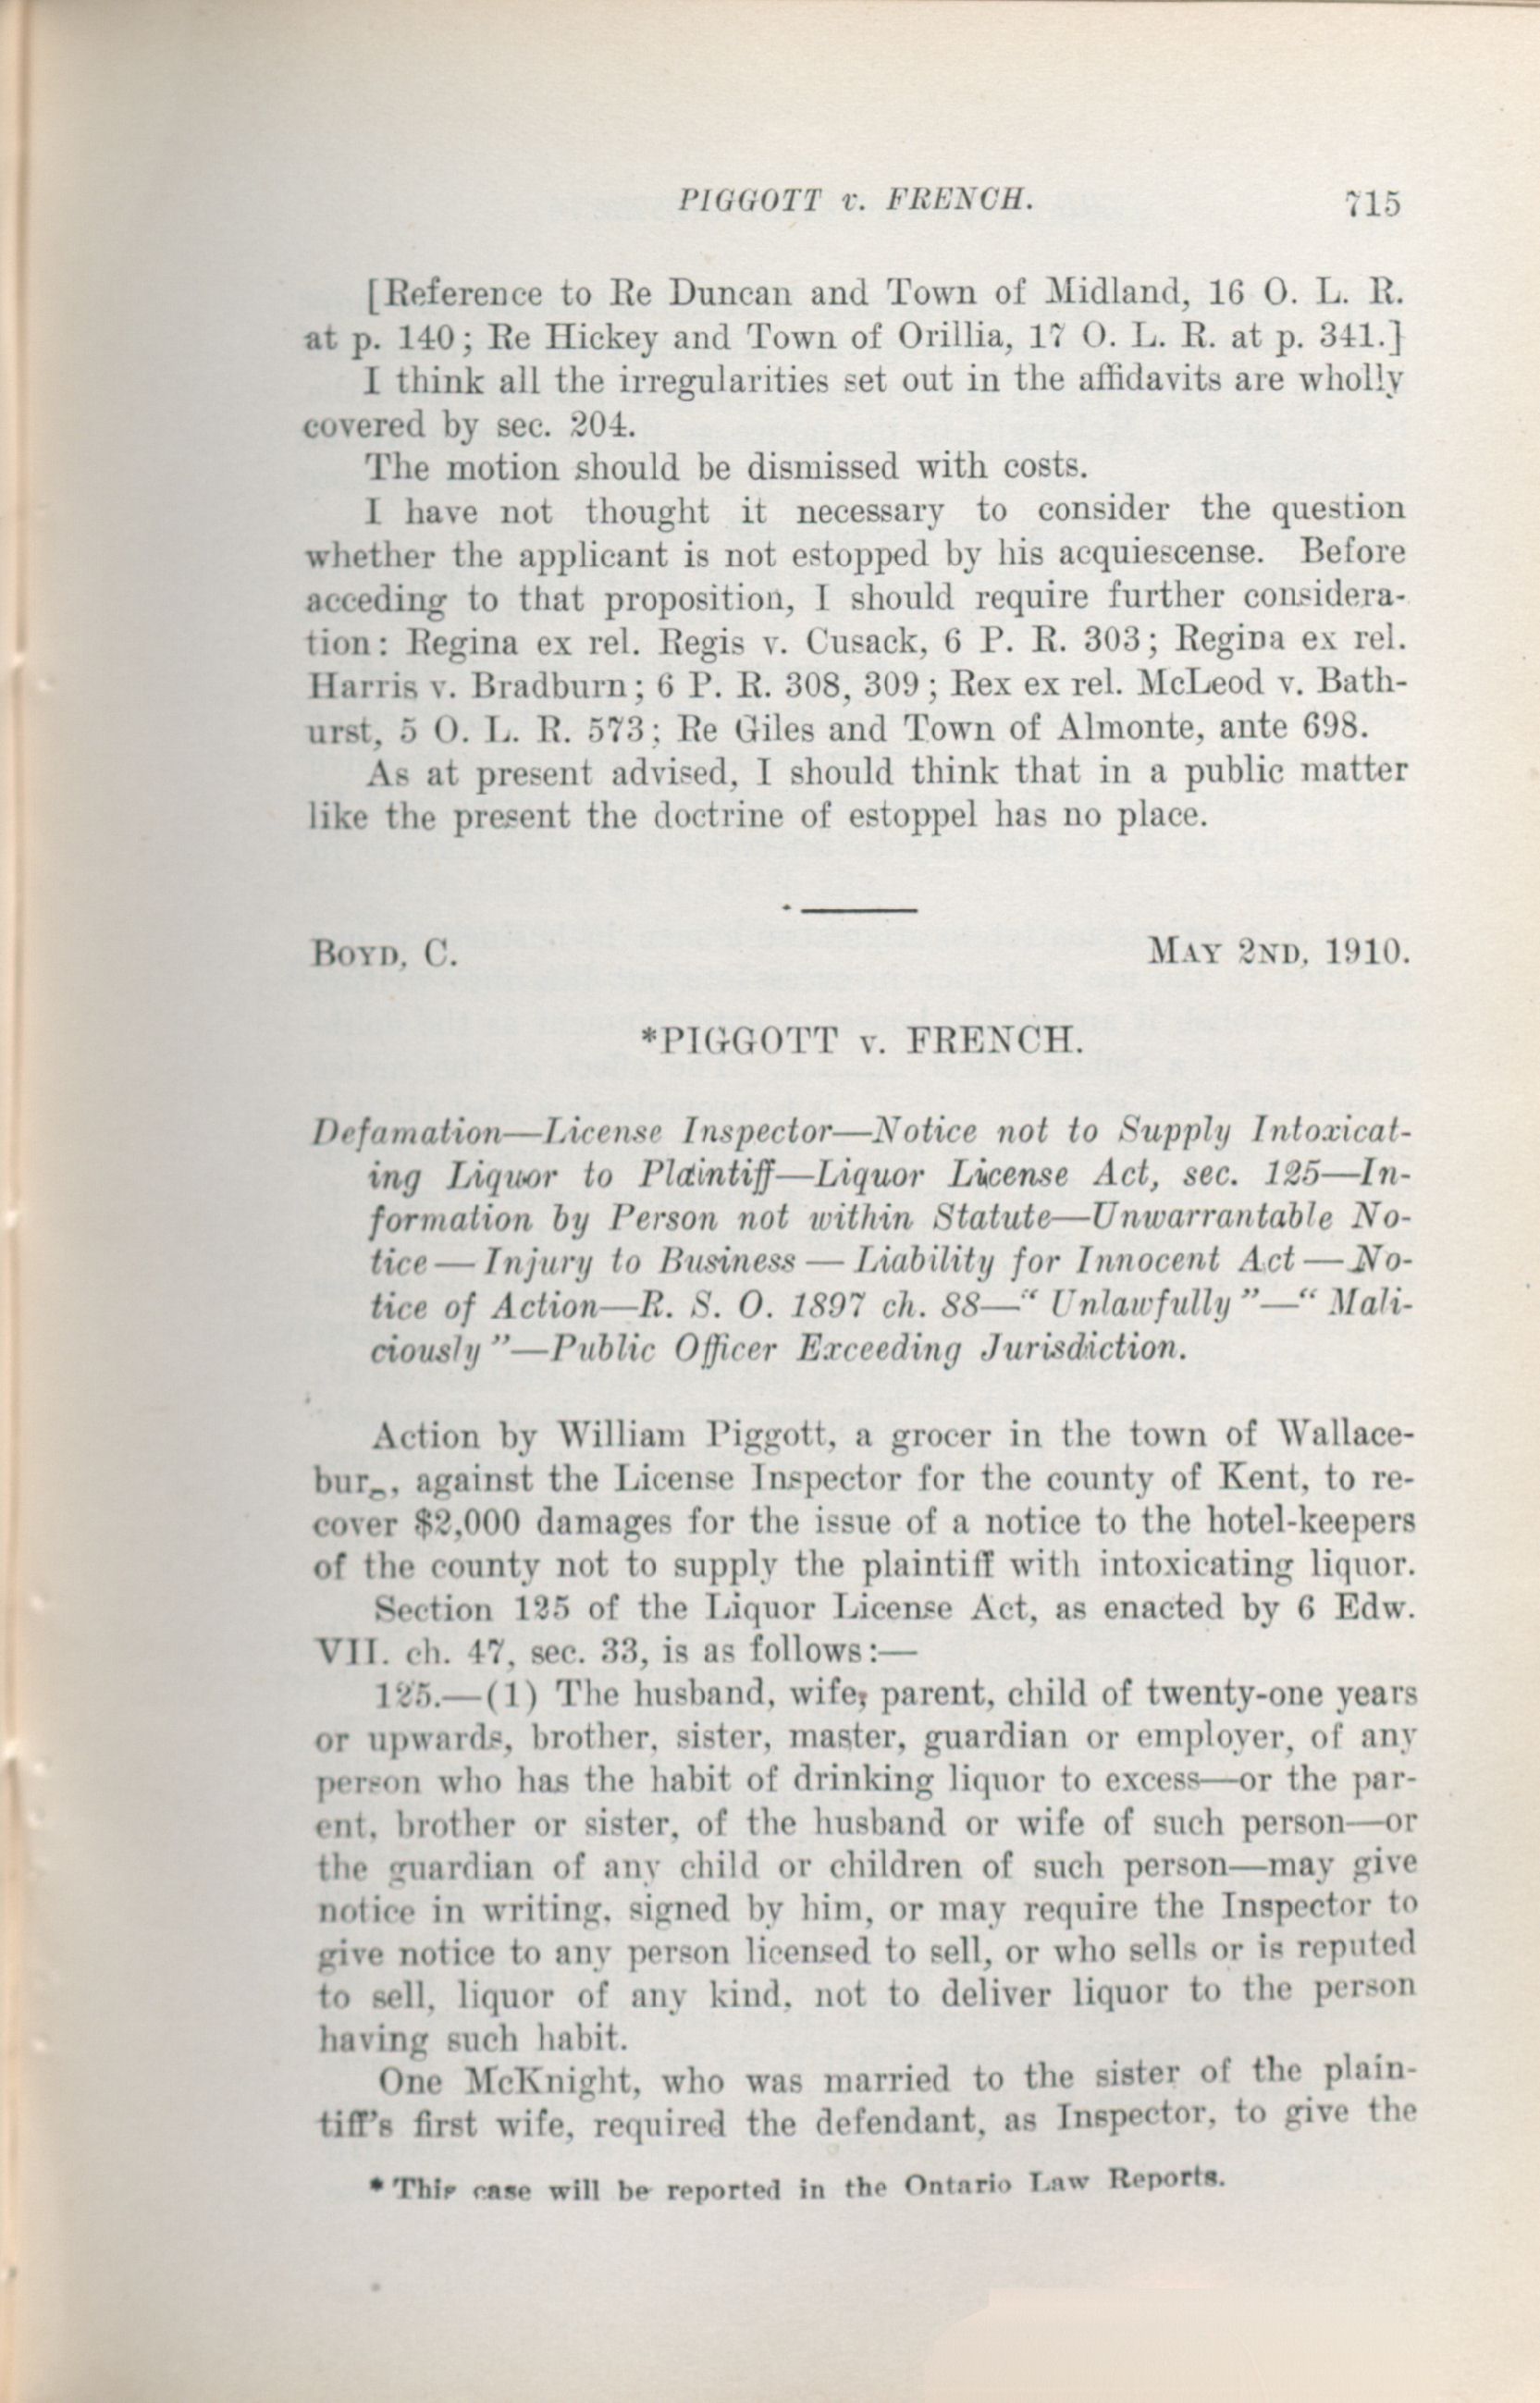 PIGGOTT v. FRENCH. 715
[Reference to Re Duncan and Town of Midland, 16 O. L. R.
at p. 140; Re Hickey and Town of Orillia, 17 O. L. R. at p. 341.]
I think all the irregularities set out in the affidavits are wholly
covered by sec. 204.
The motion should be dismissed with costs.
I have not thought it necessary to consider the question
whether the applicant is not estopped by his acquiescense. Before
acceding to that proposition, I should require further considera-
tion: Regina ex rel. Regis v. Cusack, 6 P. R. 303; Regina ex rel.
Harris v. Bradburn; 6 P. R. 308, 309; Rex ex rel. McLeod v. Bath-
urst, 5 O. L. R. 573; Re Giles and Town of Almonte, ante 698.
As at present advised, I should think that in a public matter
like the present the doctrine of estoppel has no place.
BOYD, C. MAY 2ND, 1910.
*PIGGOTT v. FRENCH.
Defamation—License Inspector—Notice not to Supply Intoxicat-
ing Liquor to Plaintiff—Liquor License Act, sec. 125—In-
formation by Person not within Statute—Unwarrantable No-
tice—Injury to Business—Liability for Innocent Act—No-
tice of Action—R. S. O. 1897 ch. 88—“Unlawfully”—“Mali-
ciously”—Public Officer Exceeding Jurisdiction.
Action by William Piggott, a grocer in the town of Wallace-
bur, against the License Inspector for the county of Kent, to re-
cover $2,000 damages for the issue of a notice to the hotel-keepers
of the county not to supply the plaintiff with intoxicating liquor.
Section 125 of the Liquor License Act, as enacted by 6 Edw.
VII. ch. 47, sec. 33, is as follows:—
125.—(1) The husband, wife, parent, child of twenty-one years
or upwards, brother, sister, master, guardian or employer, of any
person who has the habit of drinking liquor to excess—or the par-
ent, brother or sister, of the husband or wife of such person—or
the guardian of any child or children of such person—may give
notice in writing, signed by him, or may require the Inspector to
give notice to any person licensed to sell, or who sells or is reputed
to sell, liquor of any kind, not to deliver liquor to the person
having such habit.
One McKnight, who was married to the sister of the plain-
tiff's first wife, required the defendant, as Inspector, to give the
* This case will be reported in the Ontario Law Reports.